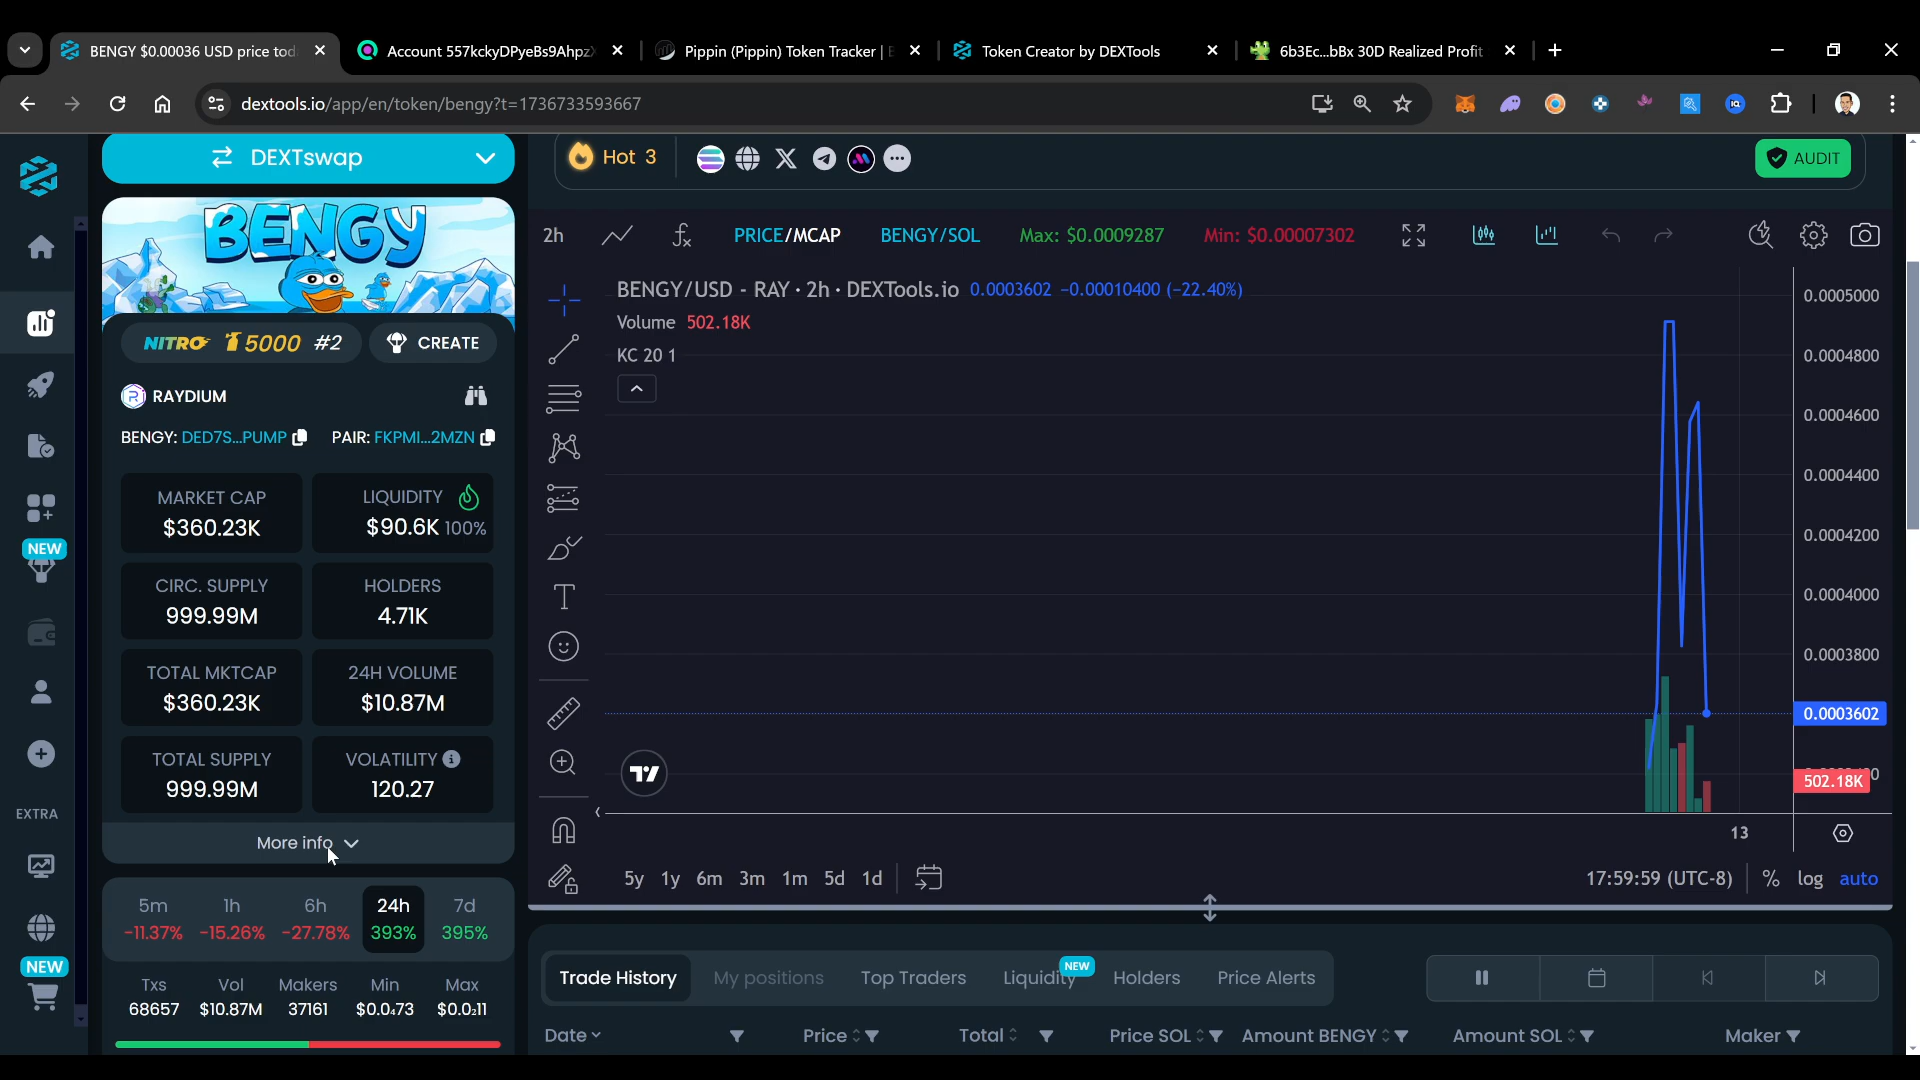 BENGY $0.00036 USD price tod
Account 557kckyDPyeBs9Ahpz
Pippin (Pippin) Token Tracker |
Token Creator by DEXTools
6b3Ec...bBx 30D Realized Profit
dextools.io/app/en/token/bengy?t=1736733593667
DEXTswap
Hot 3
AUDIT
BENGY
NITRO 5000 #2
CREATE
RAYDIUM
BENGY: DED7S...PUMP
PAIR: FKPMI...2MZN
MARKET CAP
$360.23K
LIQUIDITY
$90.6K 100%
CIRC. SUPPLY
999.99M
HOLDERS
4.71K
TOTAL MKTCAP
$360.23K
24H VOLUME
$10.87M
TOTAL SUPPLY
999.99M
VOLATILITY
120.27
More info
NEW
EXTRA
NEW
5m 1h 6h 24h 7d
-11.37% -15.26% -27.78% 393% 395%
Txs Vol Makers Min Max
68657 $10.87M 37161 $0.0₄73 $0.0₂11
2h PRICE/MCAP BENGY/SOL Max: $0.0009287 Min: $0.00007302
BENGY/USD - RAY · 2h · DEXTools.io 0.0003602 −0.00010400 (−22.40%)
Volume 502.18K
KC 20 1
0.0005000
0.0004800
0.0004600
0.0004400
0.0004200
0.0004000
0.0003800
0.0003602
502.18K
13
5y 1y 6m 3m 1m 5d 1d
17:59:59 (UTC-8) % log auto
Trade History My positions Top Traders Liquidity NEW Holders Price Alerts
Date Price Total Price SOL Amount BENGY Amount SOL Maker